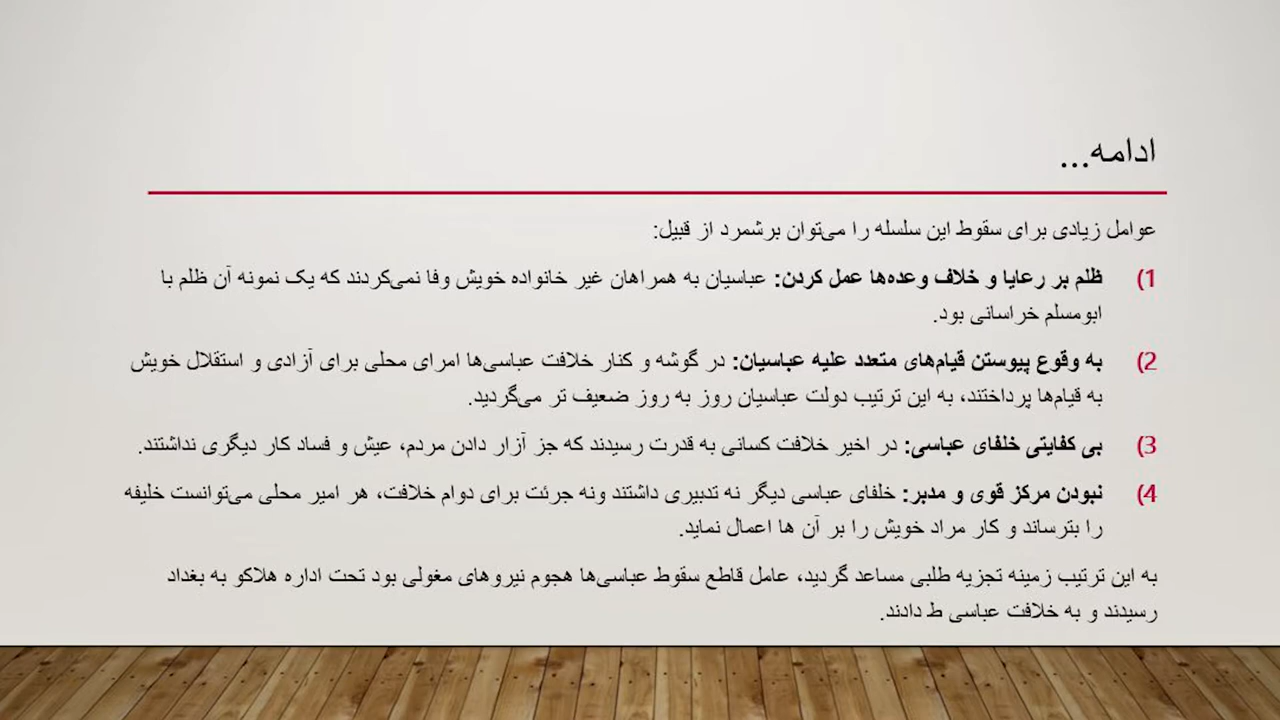 ادامه...
عوامل زیادی برای سقوط این سلسله را می‌توان برشمرد از قبیل:
1) ظلم بر رعایا و خلاف وعده‌ها عمل کردن: عباسیان به همراهان غیر خانواده خویش وفا نمی‌کردند که یک نمونه آن ظلم با
ابومسلم خراسانی بود.
2) به وقوع پیوستن قیام‌های متعدد علیه عباسیان: در گوشه و کنار خلافت عباسی‌ها امرای محلی برای آزادی و استقلال خویش
به قیام‌ها پرداختند، به این ترتیب دولت عباسیان روز به روز ضعیف تر می‌گردید.
3) بی کفایتی خلفای عباسی: در اخیر خلافت کسانی به قدرت رسیدند که جز آزار دادن مردم، عیش و فساد کار دیگری نداشتند.
4) نبودن مرکز قوی و مدبر: خلفای عباسی دیگر نه تدبیری داشتند ونه جرئت برای دوام خلافت، هر امیر محلی می‌توانست خلیفه
را بترساند و کار مراد خویش را بر آن ها اعمال نماید.
به این ترتیب زمینه تجزیه طلبی مساعد گردید، عامل قاطع سقوط عباسی‌ها هجوم نیروهای مغولی بود تحت اداره هلاکو به بغداد
رسیدند و به خلافت عباسی ط دادند.